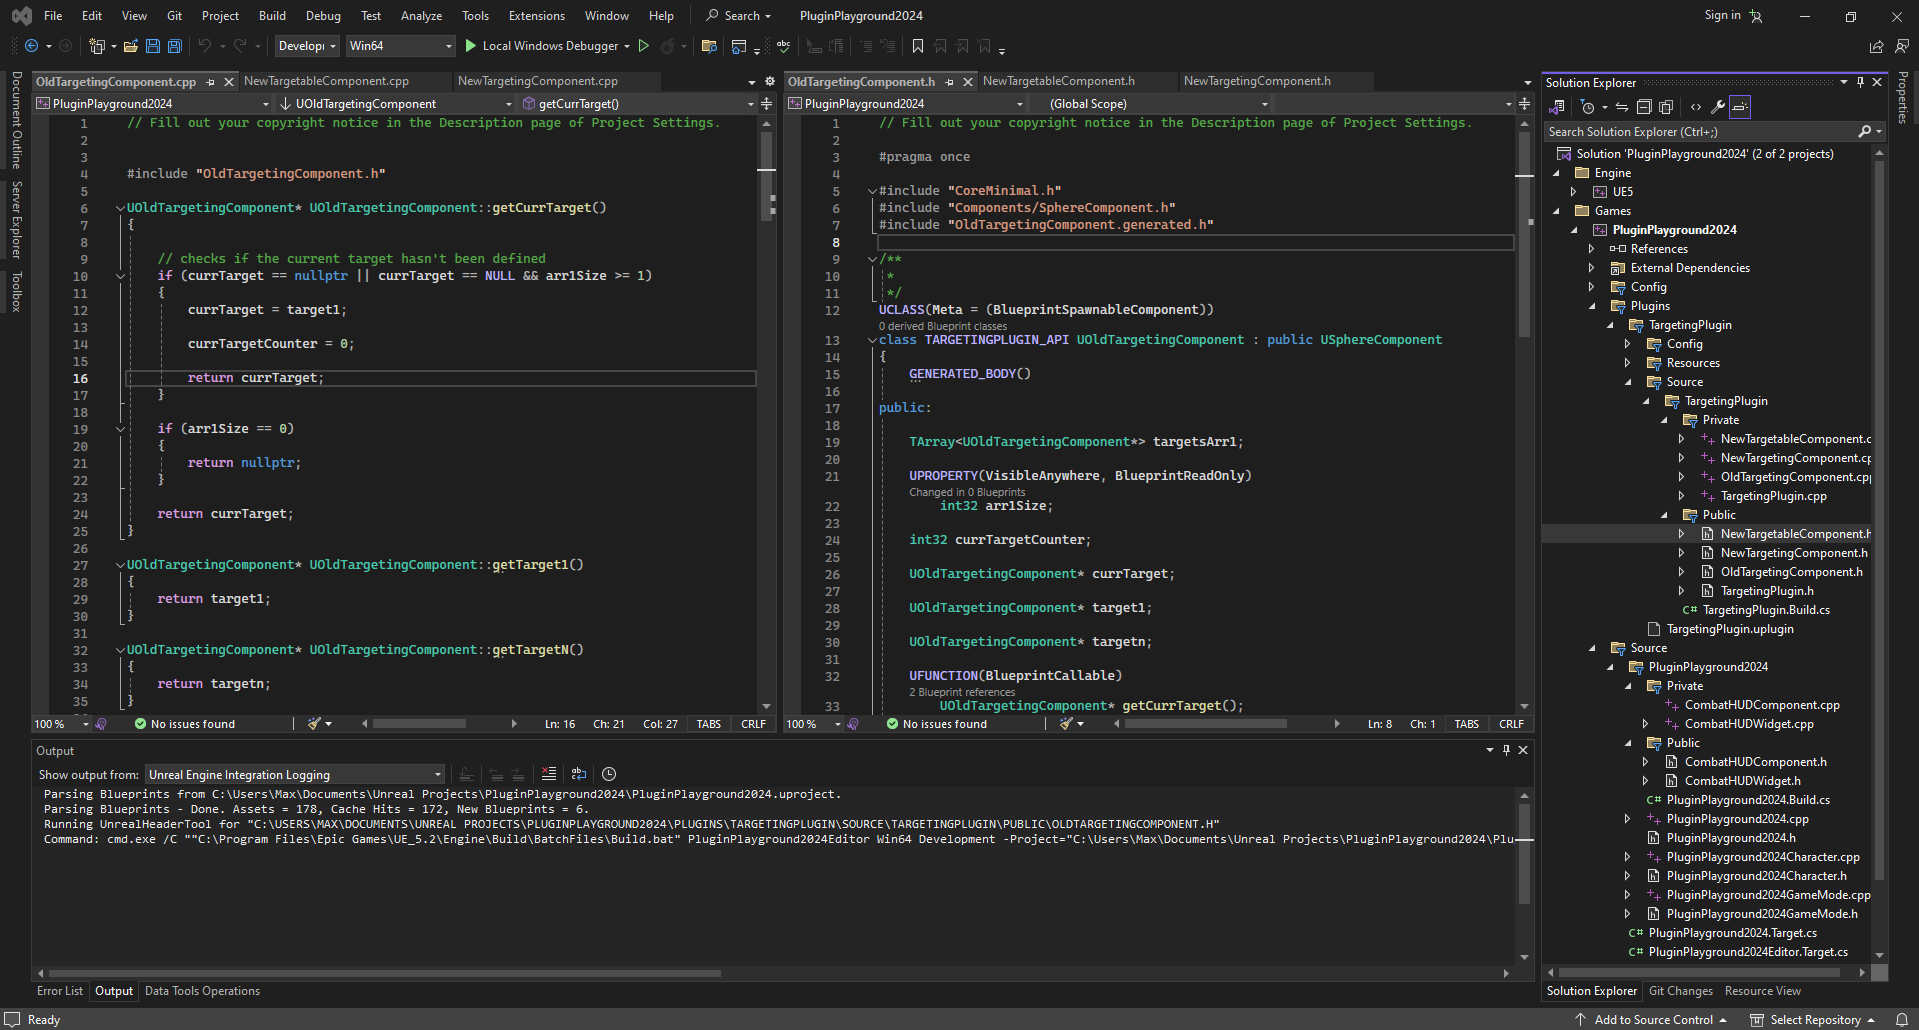 File Edit View Git Project Build Debug Test Analyze Tools Extensions Window Help Search PluginPlayground2024 Sign in
Develop Win64 Local Windows Debugger
Document Outline
Server Explorer
Toolbox
OldTargetingComponent.cpp NewTargetableComponent.cpp NewTargetingComponent.cpp
PluginPlayground2024 UOldTargetingComponent getCurrTarget()
1 // Fill out your copyright notice in the Description page of Project Settings.
2
3
4 #include "OldTargetingComponent.h"
5
6 UOldTargetingComponent* UOldTargetingComponent::getCurrTarget()
7 {
8
9 // checks if the current target hasn't been defined
10 if (currTarget == nullptr || currTarget == NULL && arr1Size >= 1)
11 {
12 currTarget = target1;
13
14 currTargetCounter = 0;
15
16 return currTarget;
17 }
18
19 if (arr1Size == 0)
20 {
21 return nullptr;
22 }
23
24 return currTarget;
25 }
26
27 UOldTargetingComponent* UOldTargetingComponent::getTarget1()
28 {
29 return target1;
30 }
31
32 UOldTargetingComponent* UOldTargetingComponent::getTargetN()
33 {
34 return targetn;
35 }
100 % No issues found Ln: 16 Ch: 21 Col: 27 TABS CRLF
OldTargetingComponent.h NewTargetableComponent.h NewTargetingComponent.h
PluginPlayground2024 (Global Scope)
1 // Fill out your copyright notice in the Description page of Project Settings.
2
3 #pragma once
4
5 #include "CoreMinimal.h"
6 #include "Components/SphereComponent.h"
7 #include "OldTargetingComponent.generated.h"
8
9 /**
10 *
11 */
12 UCLASS(Meta = (BlueprintSpawnableComponent))
0 derived Blueprint classes
13 class TARGETINGPLUGIN_API UOldTargetingComponent : public USphereComponent
14 {
15 GENERATED_BODY()
16
17 public:
18
19 TArray<UOldTargetingComponent*> targetsArr1;
20
21 UPROPERTY(VisibleAnywhere, BlueprintReadOnly)
Changed in 0 Blueprints
22 int32 arr1Size;
23
24 int32 currTargetCounter;
25
26 UOldTargetingComponent* currTarget;
27
28 UOldTargetingComponent* target1;
29
30 UOldTargetingComponent* targetn;
31
32 UFUNCTION(BlueprintCallable)
2 Blueprint references
33 UOldTargetingComponent* getCurrTarget();
100 % No issues found Ln: 8 Ch: 1 TABS CRLF
Output
Show output from: Unreal Engine Integration Logging
Parsing Blueprints from C:\Users\Max\Documents\Unreal Projects\PluginPlayground2024\PluginPlayground2024.uproject.
Parsing Blueprints - Done. Assets = 178, Cache Hits = 172, New Blueprints = 6.
Running UnrealHeaderTool for "C:\USERS\MAX\DOCUMENTS\UNREAL PROJECTS\PLUGINPLAYGROUND2024\PLUGINS\TARGETINGPLUGIN\SOURCE\TARGETINGPLUGIN\PUBLIC\OLDTARGETINGCOMPONENT.H"
Command: cmd.exe /C ""C:\Program Files\Epic Games\UE_5.2\Engine\Build\BatchFiles\Build.bat" PluginPlayground2024Editor Win64 Development -Project="C:\Users\Max\Documents\Unreal Projects\PluginPlayground2024\Plu
Error List Output Data Tools Operations
Solution Explorer
Search Solution Explorer (Ctrl+;)
Solution 'PluginPlayground2024' (2 of 2 projects)
Engine
UE5
Games
PluginPlayground2024
References
External Dependencies
Config
Plugins
TargetingPlugin
Config
Resources
Source
TargetingPlugin
Private
NewTargetableComponent.c
NewTargetingComponent.cp
OldTargetingComponent.cpp
TargetingPlugin.cpp
Public
NewTargetableComponent.h
NewTargetingComponent.h
OldTargetingComponent.h
TargetingPlugin.h
C# TargetingPlugin.Build.cs
TargetingPlugin.uplugin
Source
PluginPlayground2024
Private
CombatHUDComponent.cpp
CombatHUDWidget.cpp
Public
CombatHUDComponent.h
CombatHUDWidget.h
C# PluginPlayground2024.Build.cs
PluginPlayground2024.cpp
PluginPlayground2024.h
PluginPlayground2024Character.cpp
PluginPlayground2024Character.h
PluginPlayground2024GameMode.cpp
PluginPlayground2024GameMode.h
C# PluginPlayground2024.Target.cs
C# PluginPlayground2024Editor.Target.cs
Solution Explorer Git Changes Resource View
Properties
Ready Add to Source Control Select Repository